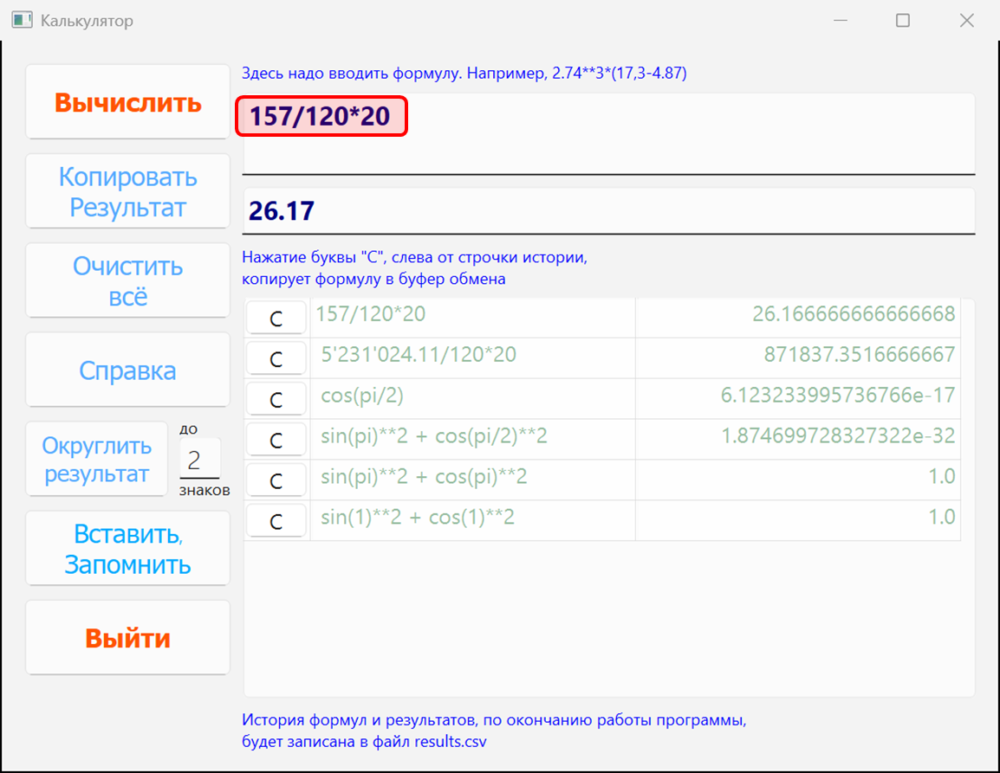 Калькулятор
Вычислить
Копировать
Результат
Очистить
всё
Справка
Округлить
результат
до
2
знаков
Вставить,
Запомнить
Выйти
Здесь надо вводить формулу. Например, 2.74**3*(17,3-4.87)
157/120*20
26.17
Нажатие буквы "C", слева от строчки истории,
копирует формулу в буфер обмена
C 157/120*20 26.166666666666668
C 5'231'024.11/120*20 871837.3516666667
C cos(pi/2) 6.123233995736766e-17
C sin(pi)**2 + cos(pi/2)**2 1.874699728327322e-32
C sin(pi)**2 + cos(pi)**2 1.0
C sin(1)**2 + cos(1)**2 1.0
История формул и результатов, по окончанию работы программы,
будет записана в файл results.csv